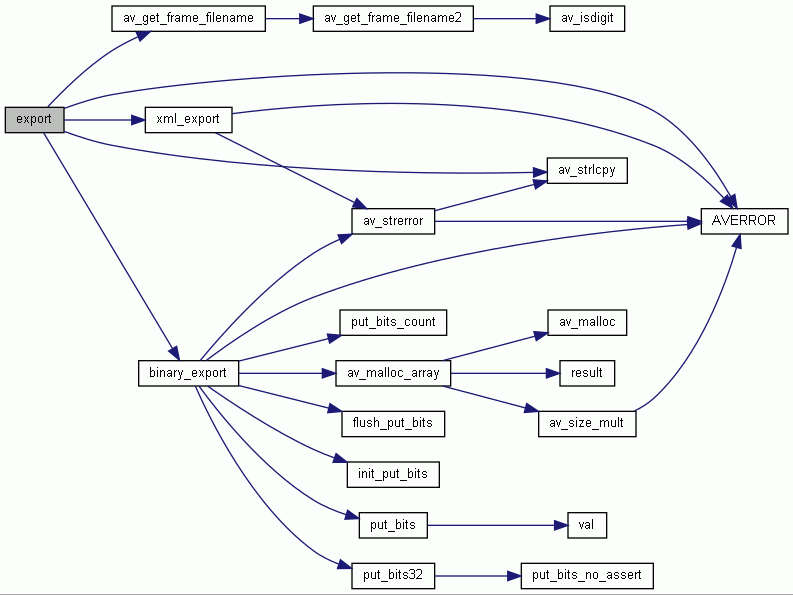 av_get_frame_filename
av_get_frame_filename2
av_isdigit
export
xml_export
av_strlcpy
av_strerror
AVERROR
put_bits_count
av_malloc
binary_export
av_malloc_array
result
flush_put_bits
av_size_mult
init_put_bits
put_bits
val
put_bits32
put_bits_no_assert